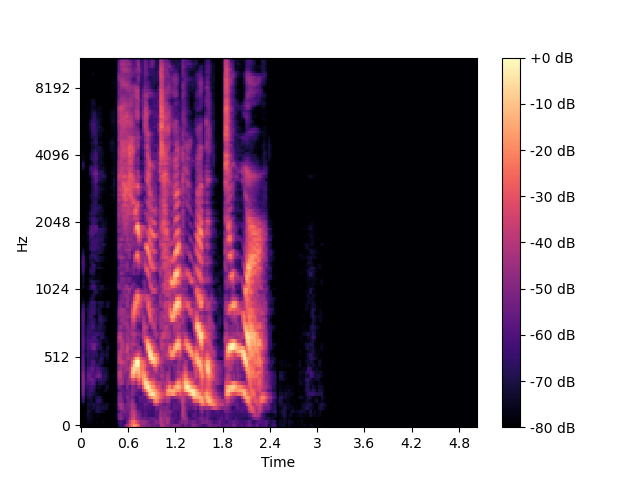 8192
4096
2048
1024
512
0
Hz
0 0.6 1.2 1.8 2.4 3 3.6 4.2 4.8
Time
+0 dB
-10 dB
-20 dB
-30 dB
-40 dB
-50 dB
-60 dB
-70 dB
-80 dB